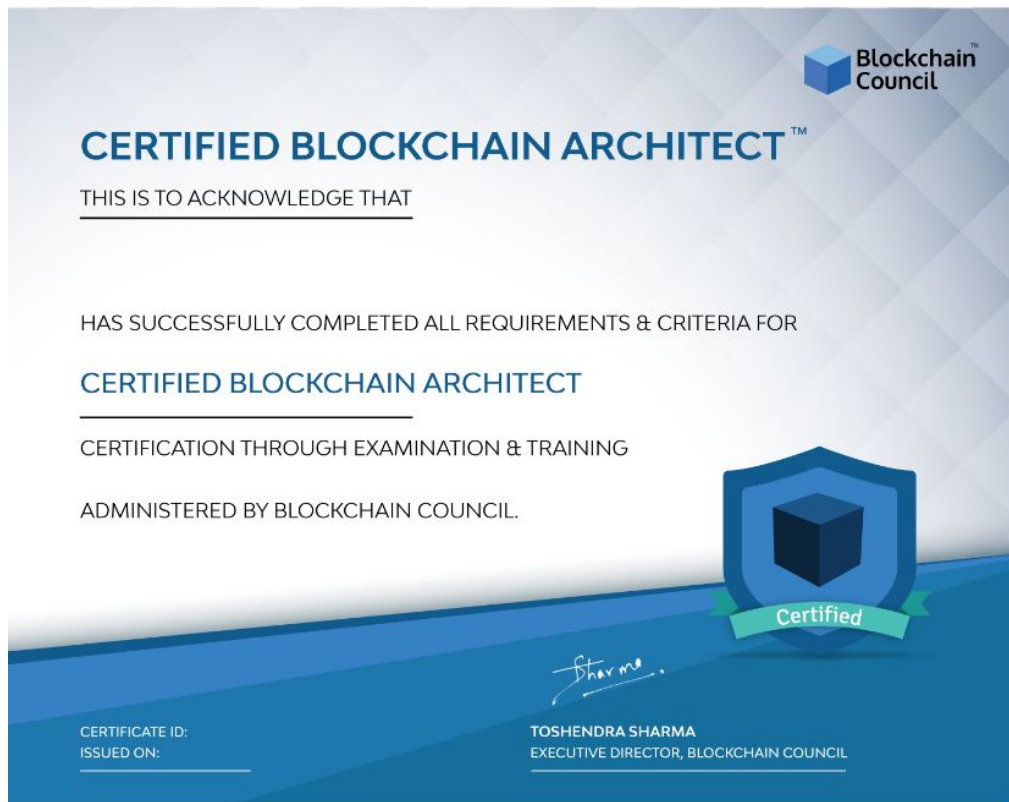 Blockchain™
Council
CERTIFIED BLOCKCHAIN ARCHITECT™
THIS IS TO ACKNOWLEDGE THAT
HAS SUCCESSFULLY COMPLETED ALL REQUIREMENTS & CRITERIA FOR
CERTIFIED BLOCKCHAIN ARCHITECT
CERTIFICATION THROUGH EXAMINATION & TRAINING
ADMINISTERED BY BLOCKCHAIN COUNCIL.
Certified
Sharma
CERTIFICATE ID:
ISSUED ON:
TOSHENDRA SHARMA
EXECUTIVE DIRECTOR, BLOCKCHAIN COUNCIL